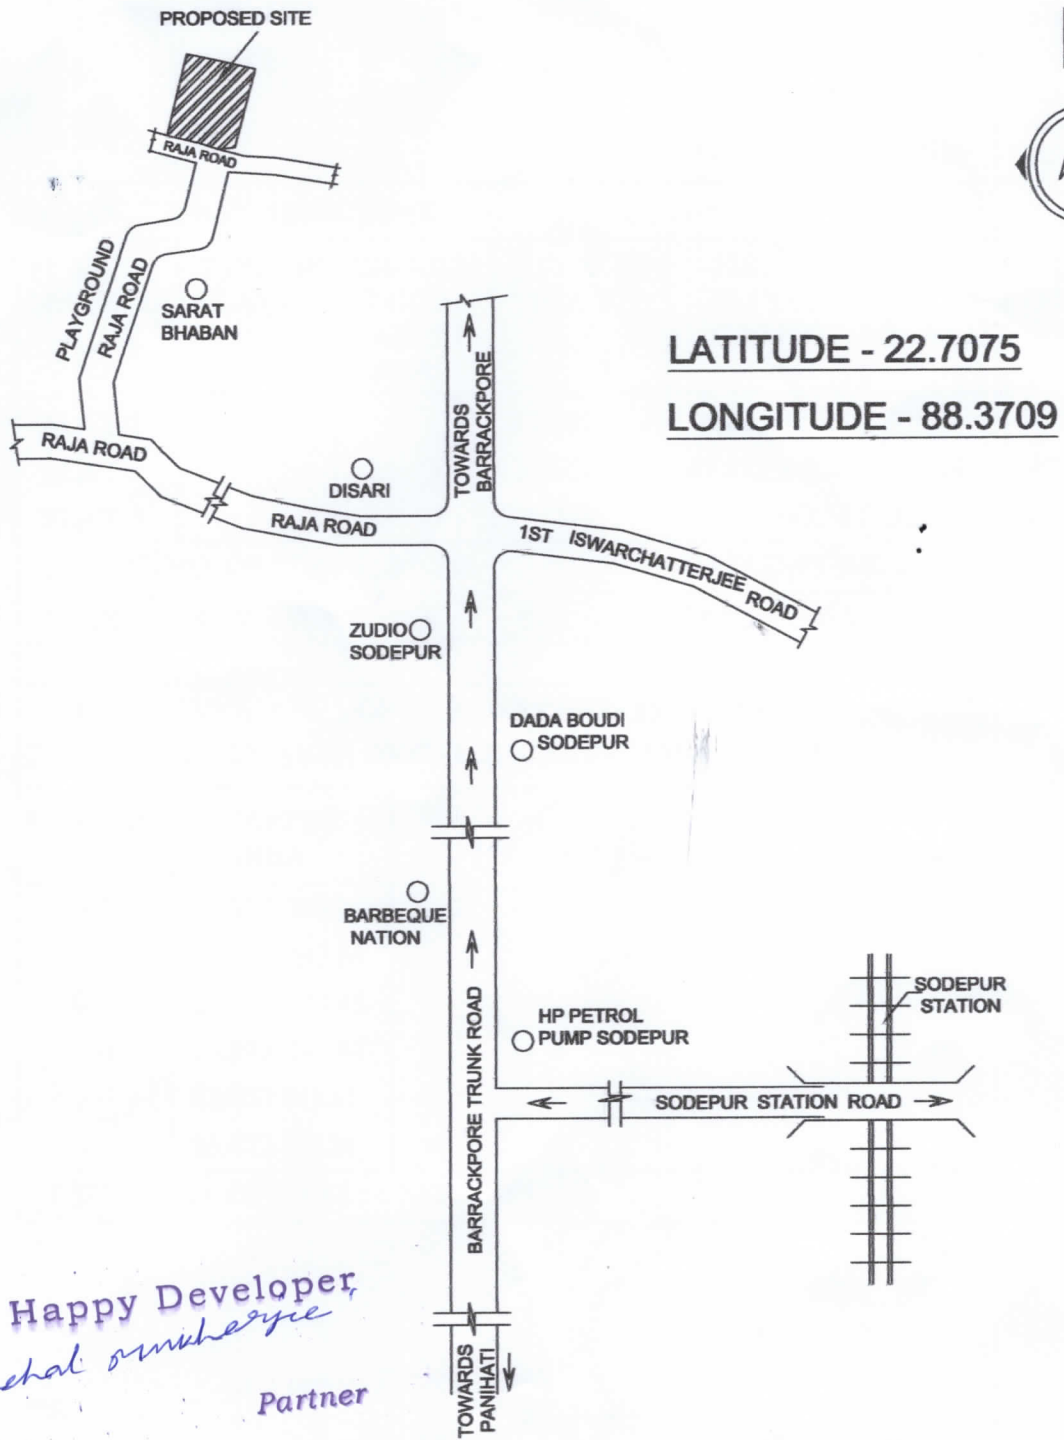 PROPOSED SITE
RAJA ROAD
PLAYGROUND
RAJA ROAD
SARAT
BHABAN
LATITUDE - 22.7075
LONGITUDE - 88.3709
TOWARDS
BARRACKPORE
RAJA ROAD
DISARI
RAJA ROAD
1ST ISWARCHATTERJEE ROAD
ZUDIO
SODEPUR
DADA BOUDI
SODEPUR
BARBEQUE
NATION
SODEPUR
STATION
HP PETROL
PUMP SODEPUR
BARRACKPORE TRUNK ROAD
SODEPUR STATION ROAD
Happy Developer
Partner
TOWARDS
PANIHATI